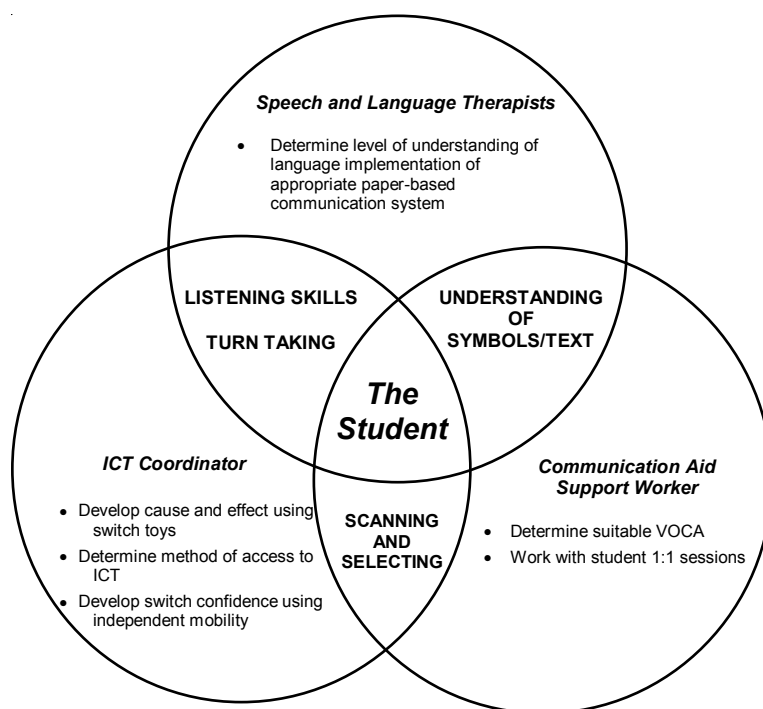 Speech and Language Therapists
• Determine level of understanding of
language implementation of
appropriate paper-based
communication system
LISTENING SKILLS
TURN TAKING
UNDERSTANDING
OF
SYMBOLS/TEXT
The
Student
ICT Coordinator
• Develop cause and effect using
switch toys
• Determine method of access to
ICT
• Develop switch confidence using
independent mobility
SCANNING
AND
SELECTING
Communication Aid
Support Worker
• Determine suitable VOCA
• Work with student 1:1 sessions